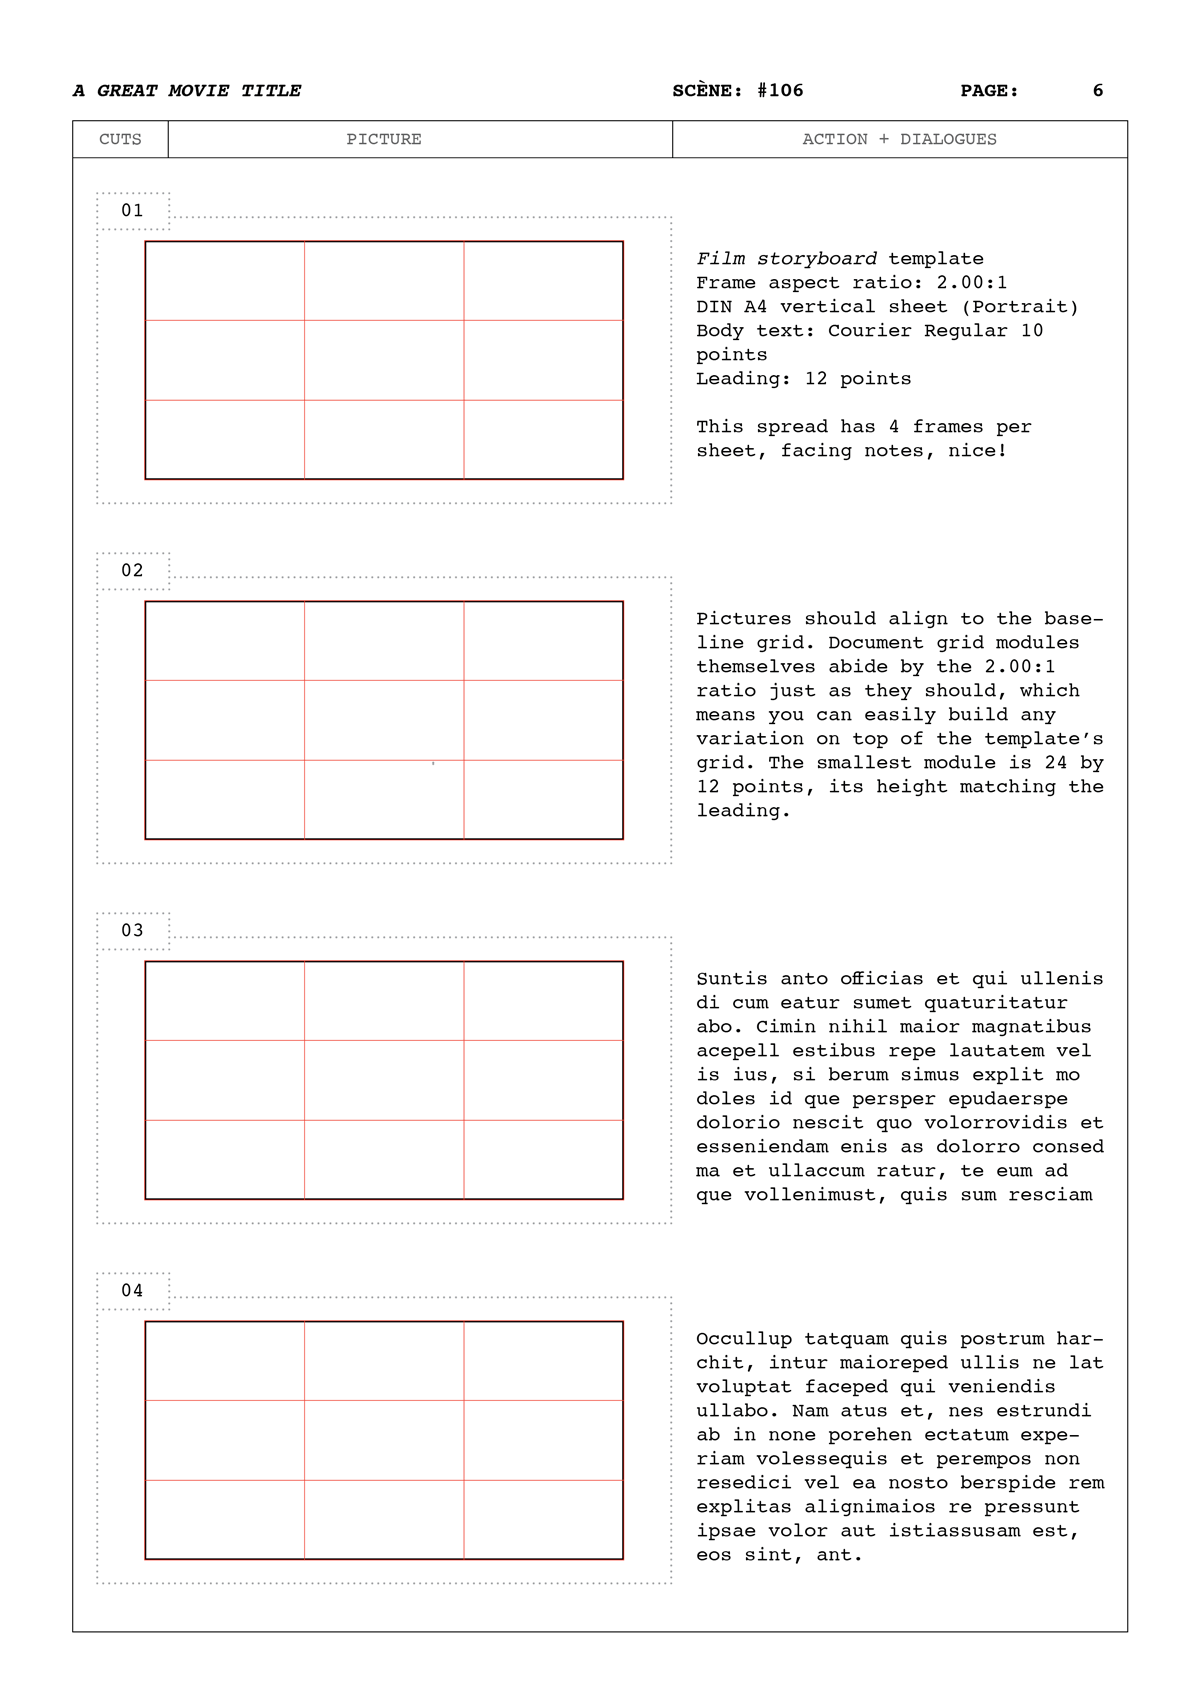 A GREAT MOVIE TITLE SCÈNE: #106 PAGE: 6
CUTS PICTURE ACTION + DIALOGUES
01
Film storyboard template
Frame aspect ratio: 2.00:1
DIN A4 vertical sheet (Portrait)
Body text: Courier Regular 10
points
Leading: 12 points
This spread has 4 frames per
sheet, facing notes, nice!
02
Pictures should align to the base-
line grid. Document grid modules
themselves abide by the 2.00:1
ratio just as they should, which
means you can easily build any
variation on top of the template’s
grid. The smallest module is 24 by
12 points, its height matching the
leading.
03
Suntis anto officias et qui ullenis
di cum eatur sumet quaturitatur
abo. Cimin nihil maior magnatibus
acepell estibus repe lautatem vel
is ius, si berum simus explit mo
doles id que persper epudaerspe
dolorio nescit quo volorrovidis et
esseniendam enis as dolorro consed
ma et ullaccum ratur, te eum ad
que vollenimust, quis sum resciam
04
Occullup tatquam quis postrum har-
chit, intur maioreped ullis ne lat
voluptat faceped qui veniendis
ullabo. Nam atus et, nes estrundi
ab in none porehen ectatum expe-
riam volessequis et perempos non
resedici vel ea nosto berspide rem
explitas alignimaios re pressunt
ipsae volor aut istiassusam est,
eos sint, ant.